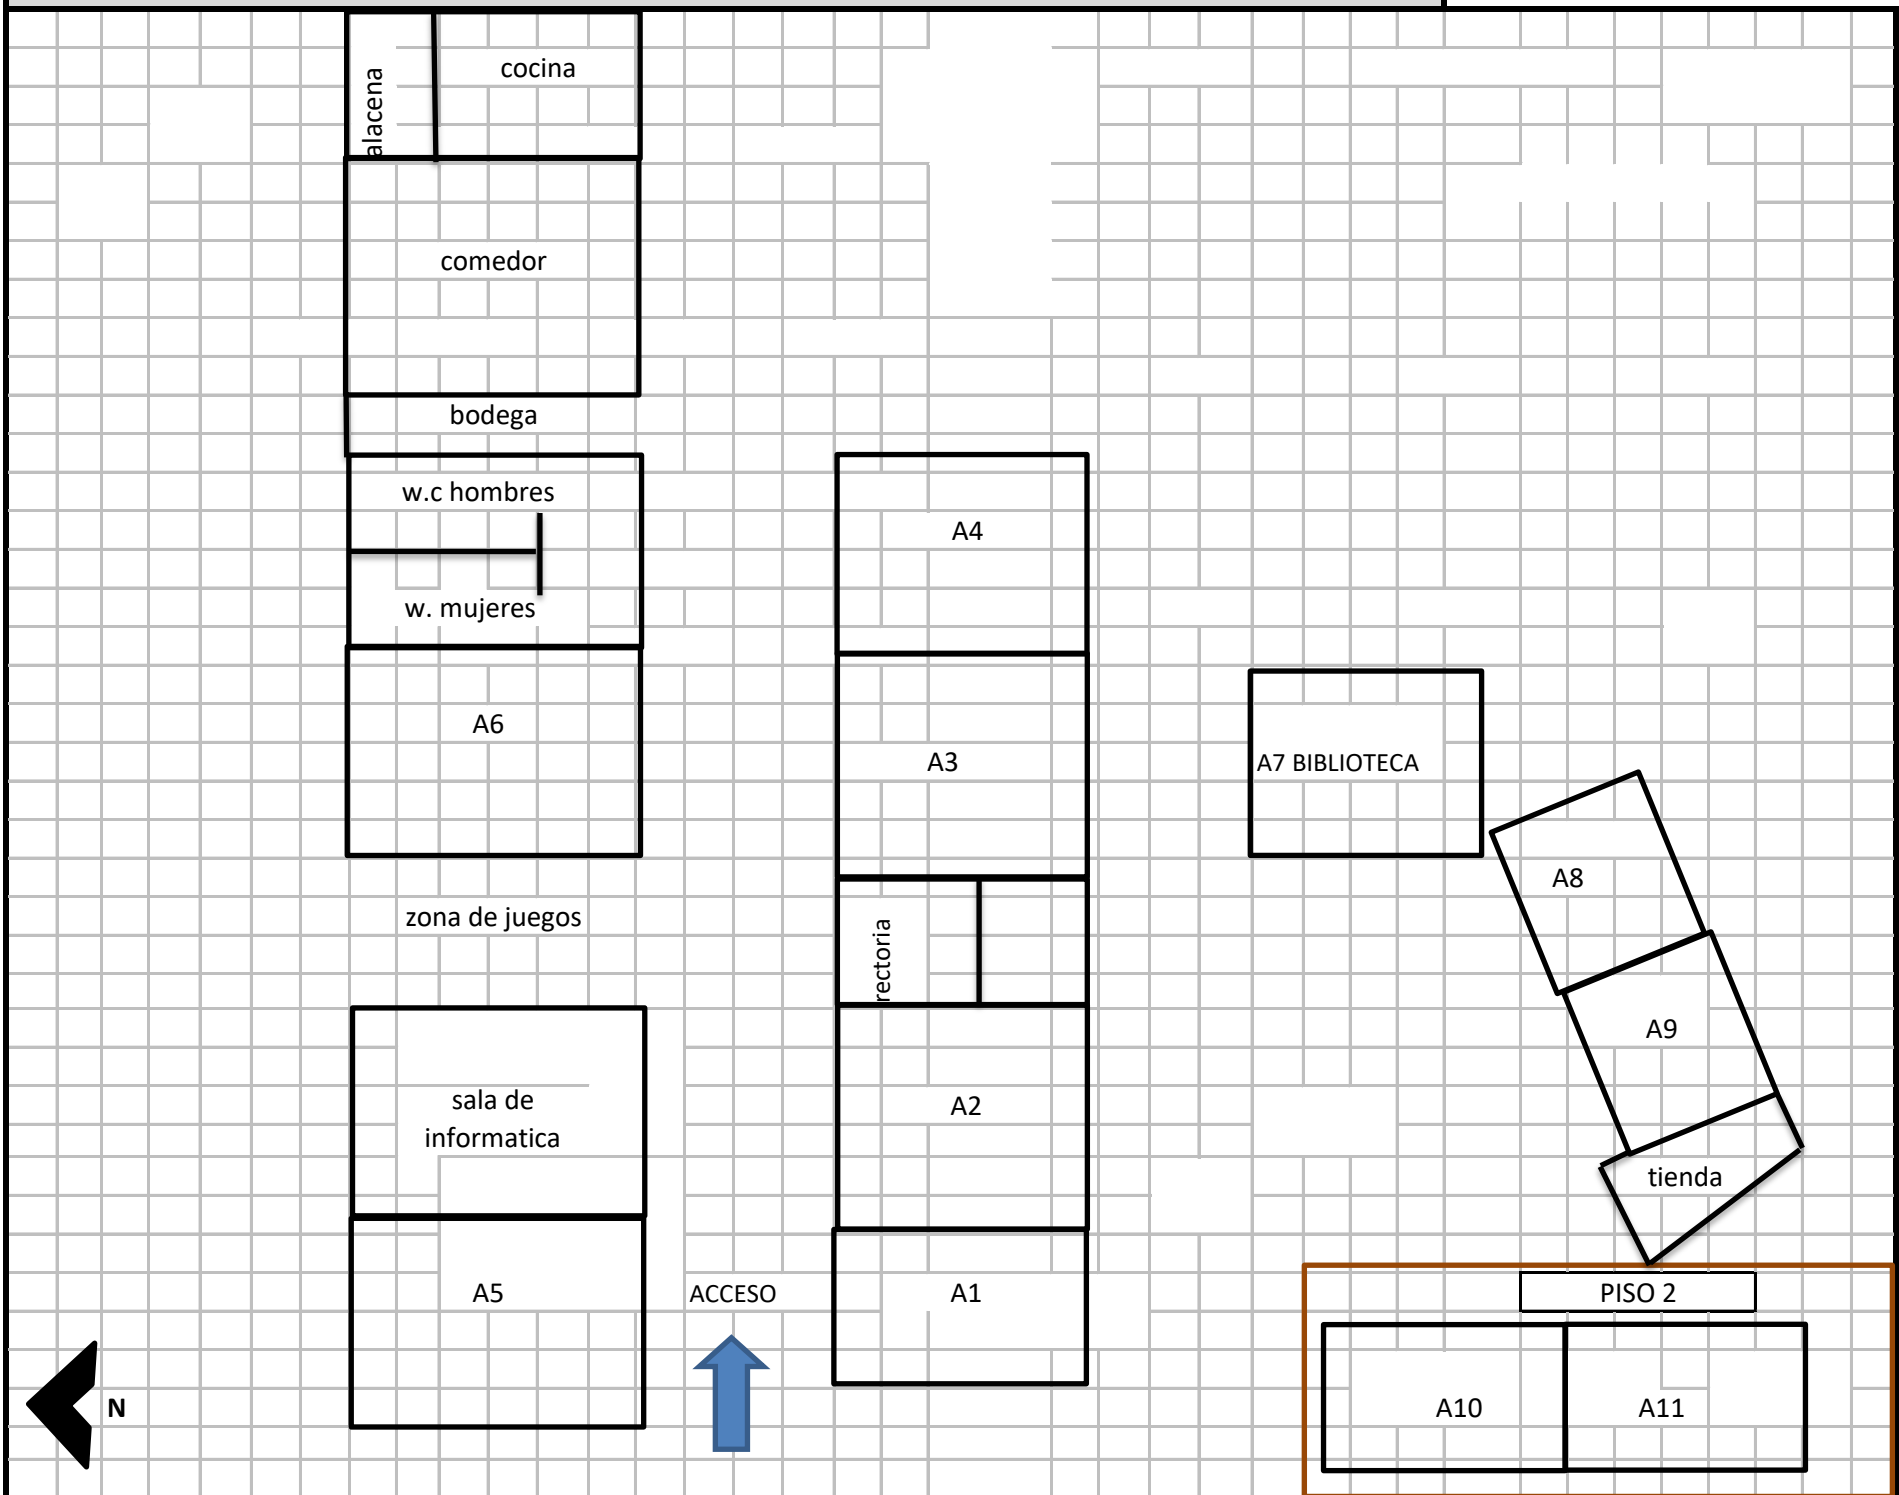 cocina
alacena
comedor
bodega
w.c hombres
A4
w. mujeres
A6
A3
A7 BIBLIOTECA
A8
zona de juegos
rectoria
A9
sala de
informatica
A2
tienda
A5
ACCESO
A1
PISO 2
N
A10
A11